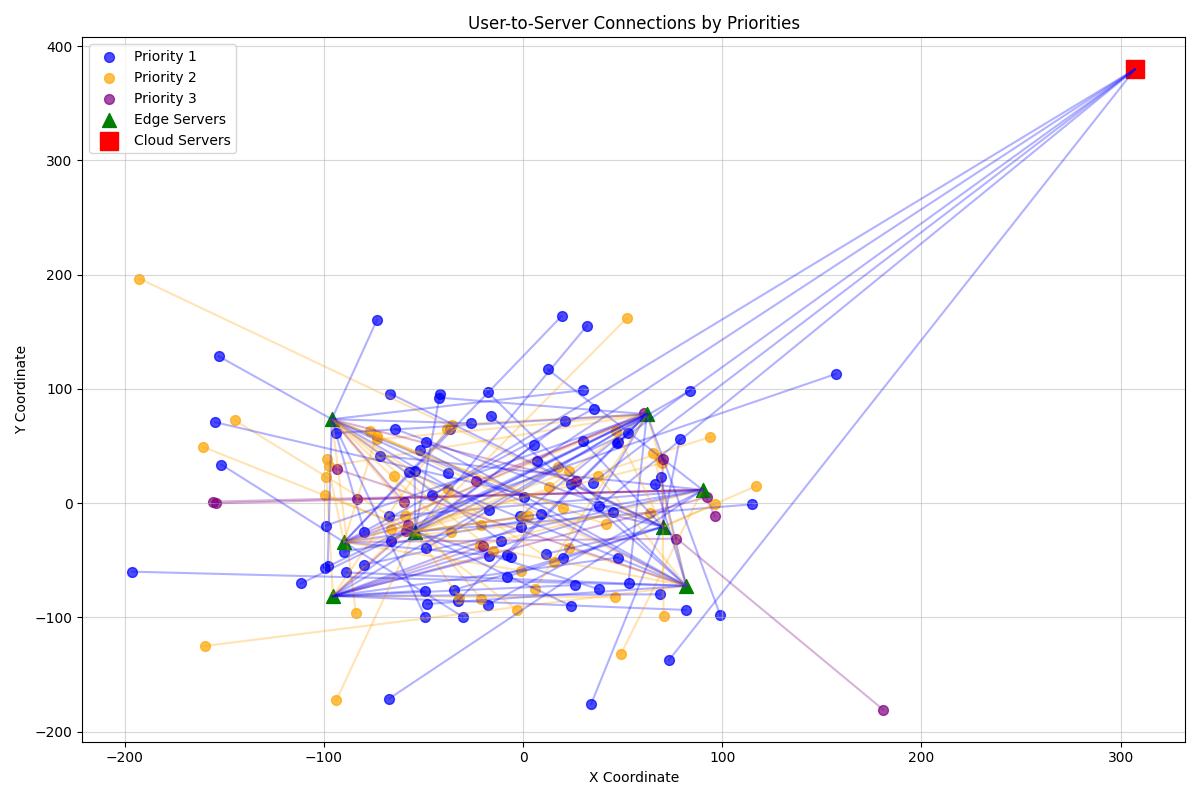 User-to-Server Connections by Priorities
Priority 1
Priority 2
Priority 3
Edge Servers
Cloud Servers
400
300
200
100
0
−100
−200
Y Coordinate
−200
−100
0
100
200
300
X Coordinate